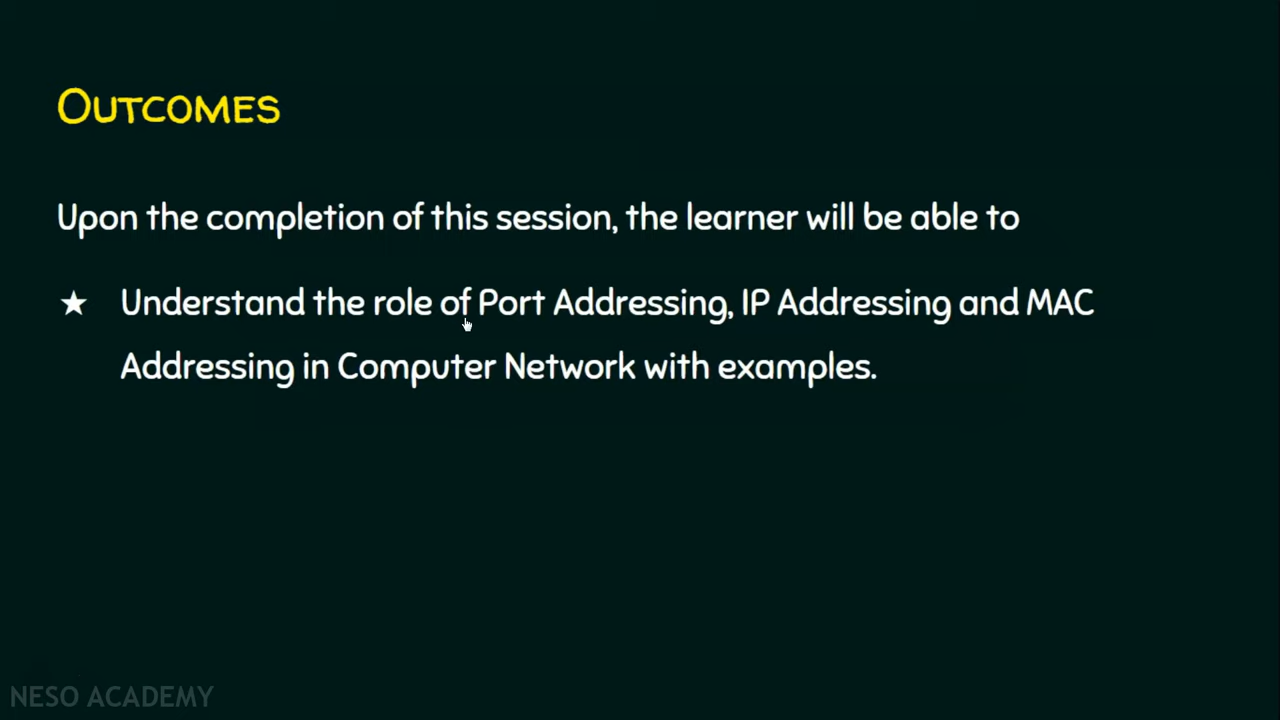 OUTCOMES
Upon the completion of this session, the learner will be able to
★ Understand the role of Port Addressing, IP Addressing and MAC
Addressing in Computer Network with examples.
NESO ACADEMY